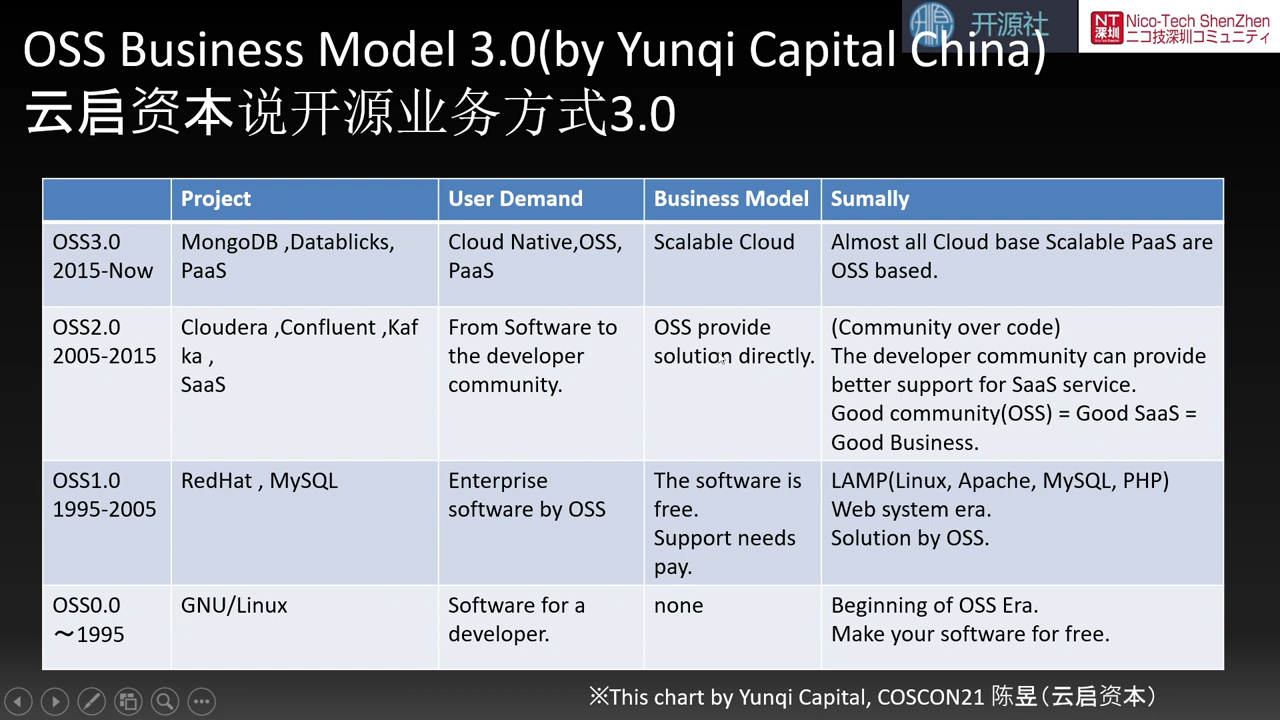 开源社
NT
深圳
Nico-Tech ShenZhen
ニコ技深圳コミュニティ
OSS Business Model 3.0(by Yunqi Capital China)
云启资本说开源业务方式3.0
Project
User Demand
Business Model
Sumally
OSS3.0
2015-Now
MongoDB ,Datablicks,
PaaS
Cloud Native,OSS,
PaaS
Scalable Cloud
Almost all Cloud base Scalable PaaS are
OSS based.
OSS2.0
2005-2015
Cloudera ,Confluent ,Kaf
ka ,
SaaS
From Software to
the developer
community.
OSS provide
solution directly.
(Community over code)
The developer community can provide
better support for SaaS service.
Good community(OSS) = Good SaaS =
Good Business.
OSS1.0
1995-2005
RedHat , MySQL
Enterprise
software by OSS
The software is
free.
Support needs
pay.
LAMP(Linux, Apache, MySQL, PHP)
Web system era.
Solution by OSS.
OSS0.0
～1995
GNU/Linux
Software for a
developer.
none
Beginning of OSS Era.
Make your software for free.
※This chart by Yunqi Capital, COSCON21 陈昱（云启资本）